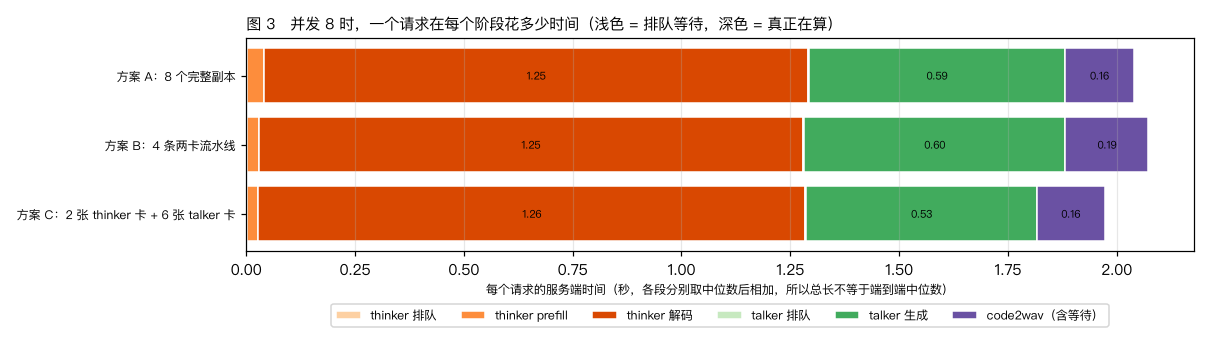 图 3　并发 8 时，一个请求在每个阶段花多少时间（浅色 = 排队等待，深色 = 真正在算）
方案 A：8 个完整副本
1.25
0.59
0.16
方案 B：4 条两卡流水线
1.25
0.60
0.19
方案 C：2 张 thinker 卡 + 6 张 talker 卡
1.26
0.53
0.16
0.00 0.25 0.50 0.75 1.00 1.25 1.50 1.75 2.00
每个请求的服务端时间（秒，各段分别取中位数后相加，所以总长不等于端到端中位数）
thinker 排队 thinker prefill thinker 解码 talker 排队 talker 生成 code2wav（含等待）